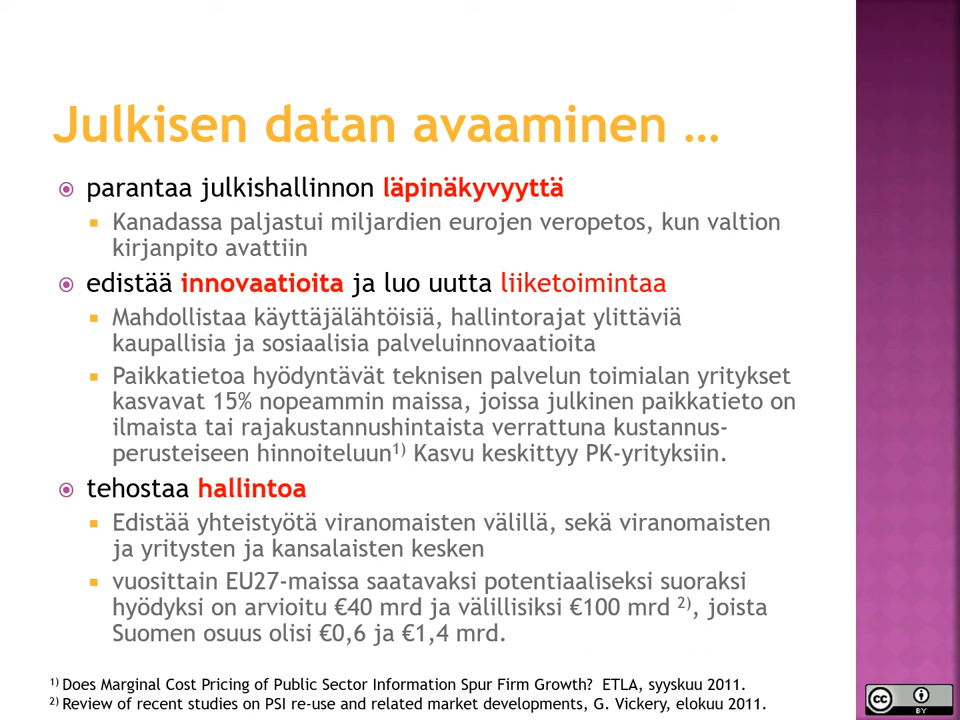 Julkisen datan avaaminen …
parantaa julkishallinnon läpinäkyvyyttä
Kanadassa paljastui miljardien eurojen veropetos, kun valtion
kirjanpito avattiin
edistää innovaatioita ja luo uutta liiketoimintaa
Mahdollistaa käyttäjälähtöisiä, hallintorajat ylittäviä
kaupallisia ja sosiaalisia palveluinnovaatioita
Paikkatietoa hyödyntävät teknisen palvelun toimialan yritykset
kasvavat 15% nopeammin maissa, joissa julkinen paikkatieto on
ilmaista tai rajakustannushintaista verrattuna kustannus-
perusteiseen hinnoiteluun1) Kasvu keskittyy PK-yrityksiin.
tehostaa hallintoa
Edistää yhteistyötä viranomaisten välillä, sekä viranomaisten
ja yritysten ja kansalaisten kesken
vuosittain EU27-maissa saatavaksi potentiaaliseksi suoraksi
hyödyksi on arvioitu €40 mrd ja välillisiksi €100 mrd 2), joista
Suomen osuus olisi €0,6 ja €1,4 mrd.
1) Does Marginal Cost Pricing of Public Sector Information Spur Firm Growth? ETLA, syyskuu 2011.
2) Review of recent studies on PSI re-use and related market developments, G. Vickery, elokuu 2011.
cc BY